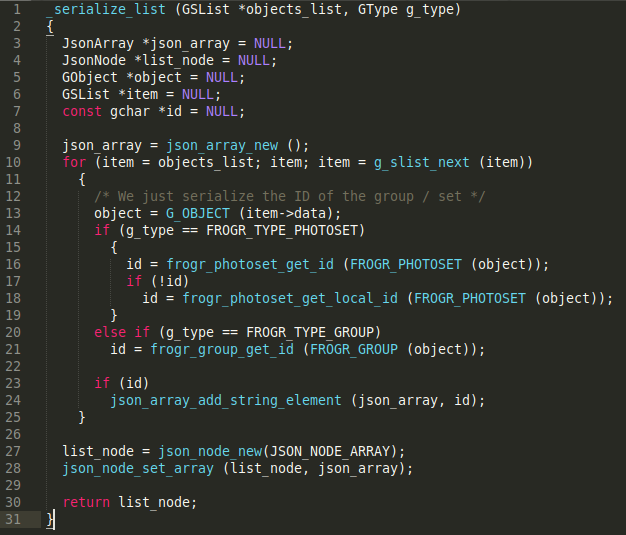 1 _serialize_list (GSList *objects_list, GType g_type)
2 {
3 JsonArray *json_array = NULL;
4 JsonNode *list_node = NULL;
5 GObject *object = NULL;
6 GSList *item = NULL;
7 const gchar *id = NULL;
8
9 json_array = json_array_new ();
10 for (item = objects_list; item; item = g_slist_next (item))
11 {
12 /* We just serialize the ID of the group / set */
13 object = G_OBJECT (item->data);
14 if (g_type == FROGR_TYPE_PHOTOSET)
15 {
16 id = frogr_photoset_get_id (FROGR_PHOTOSET (object));
17 if (!id)
18 id = frogr_photoset_get_local_id (FROGR_PHOTOSET (object));
19 }
20 else if (g_type == FROGR_TYPE_GROUP)
21 id = frogr_group_get_id (FROGR_GROUP (object));
22
23 if (id)
24 json_array_add_string_element (json_array, id);
25 }
26
27 list_node = json_node_new(JSON_NODE_ARRAY);
28 json_node_set_array (list_node, json_array);
29
30 return list_node;
31 }